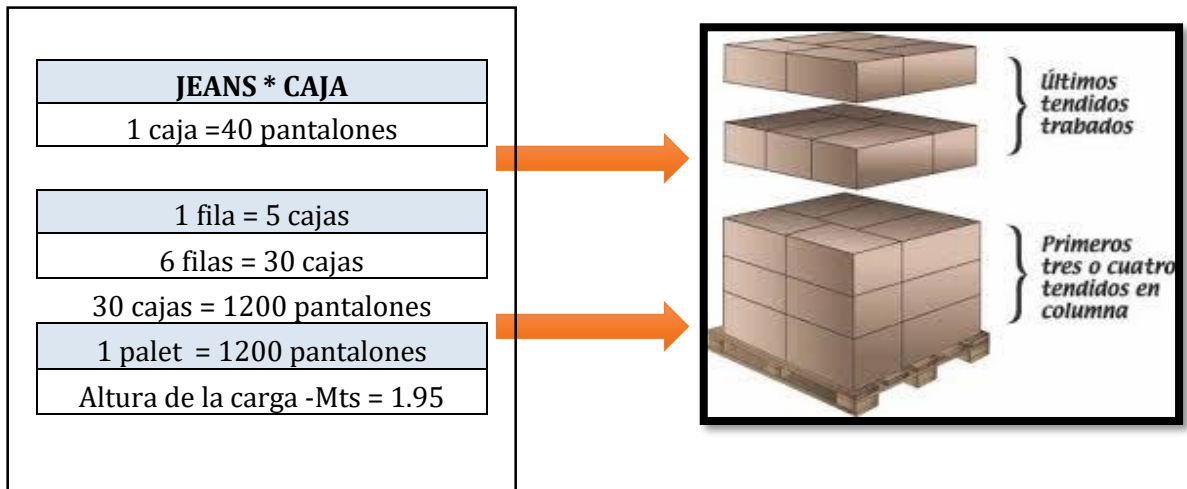 JEANS * CAJA
1 caja =40 pantalones
1 fila = 5 cajas
6 filas = 30 cajas
30 cajas = 1200 pantalones
1 palet = 1200 pantalones
Altura de la carga -Mts = 1.95
Últimos
tendidos
trabados
Primeros
tres o cuatro
tendidos en
columna